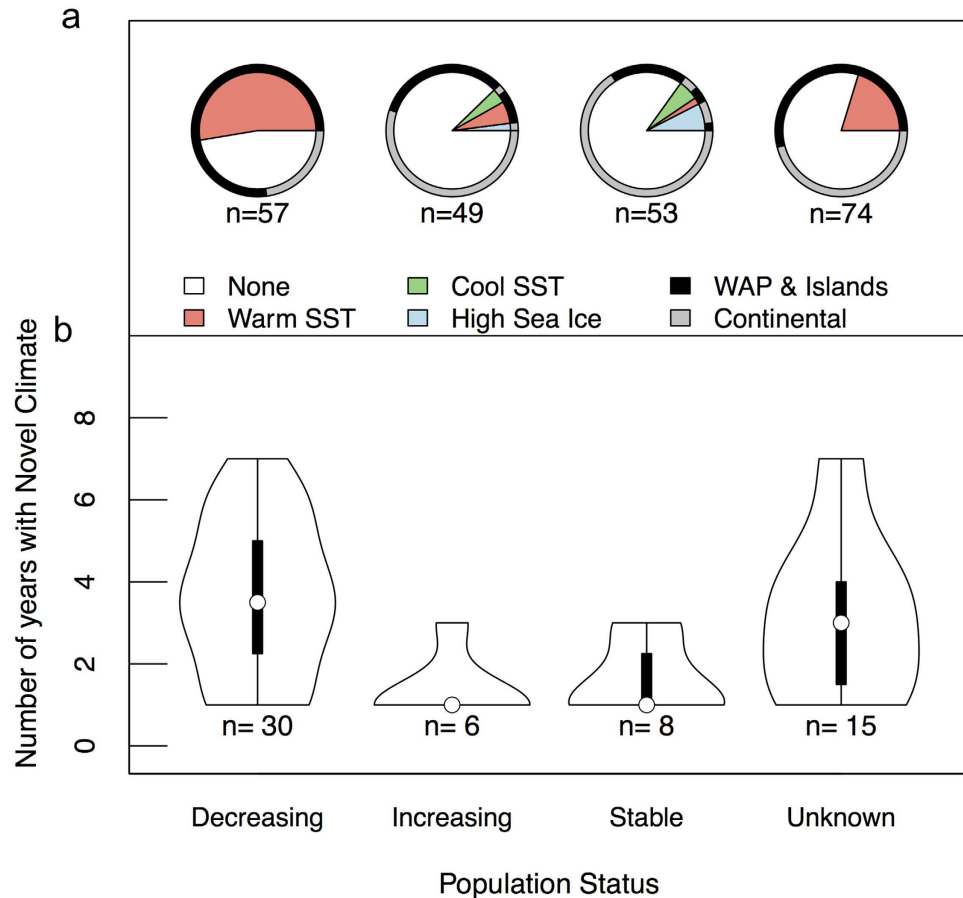 a
n=57 n=49 n=53 n=74
None Cool SST WAP & Islands
Warm SST High Sea Ice Continental
b
Number of years with Novel Climate
8
6
4
2
0
n= 30 n= 6 n= 8 n= 15
Decreasing Increasing Stable Unknown
Population Status